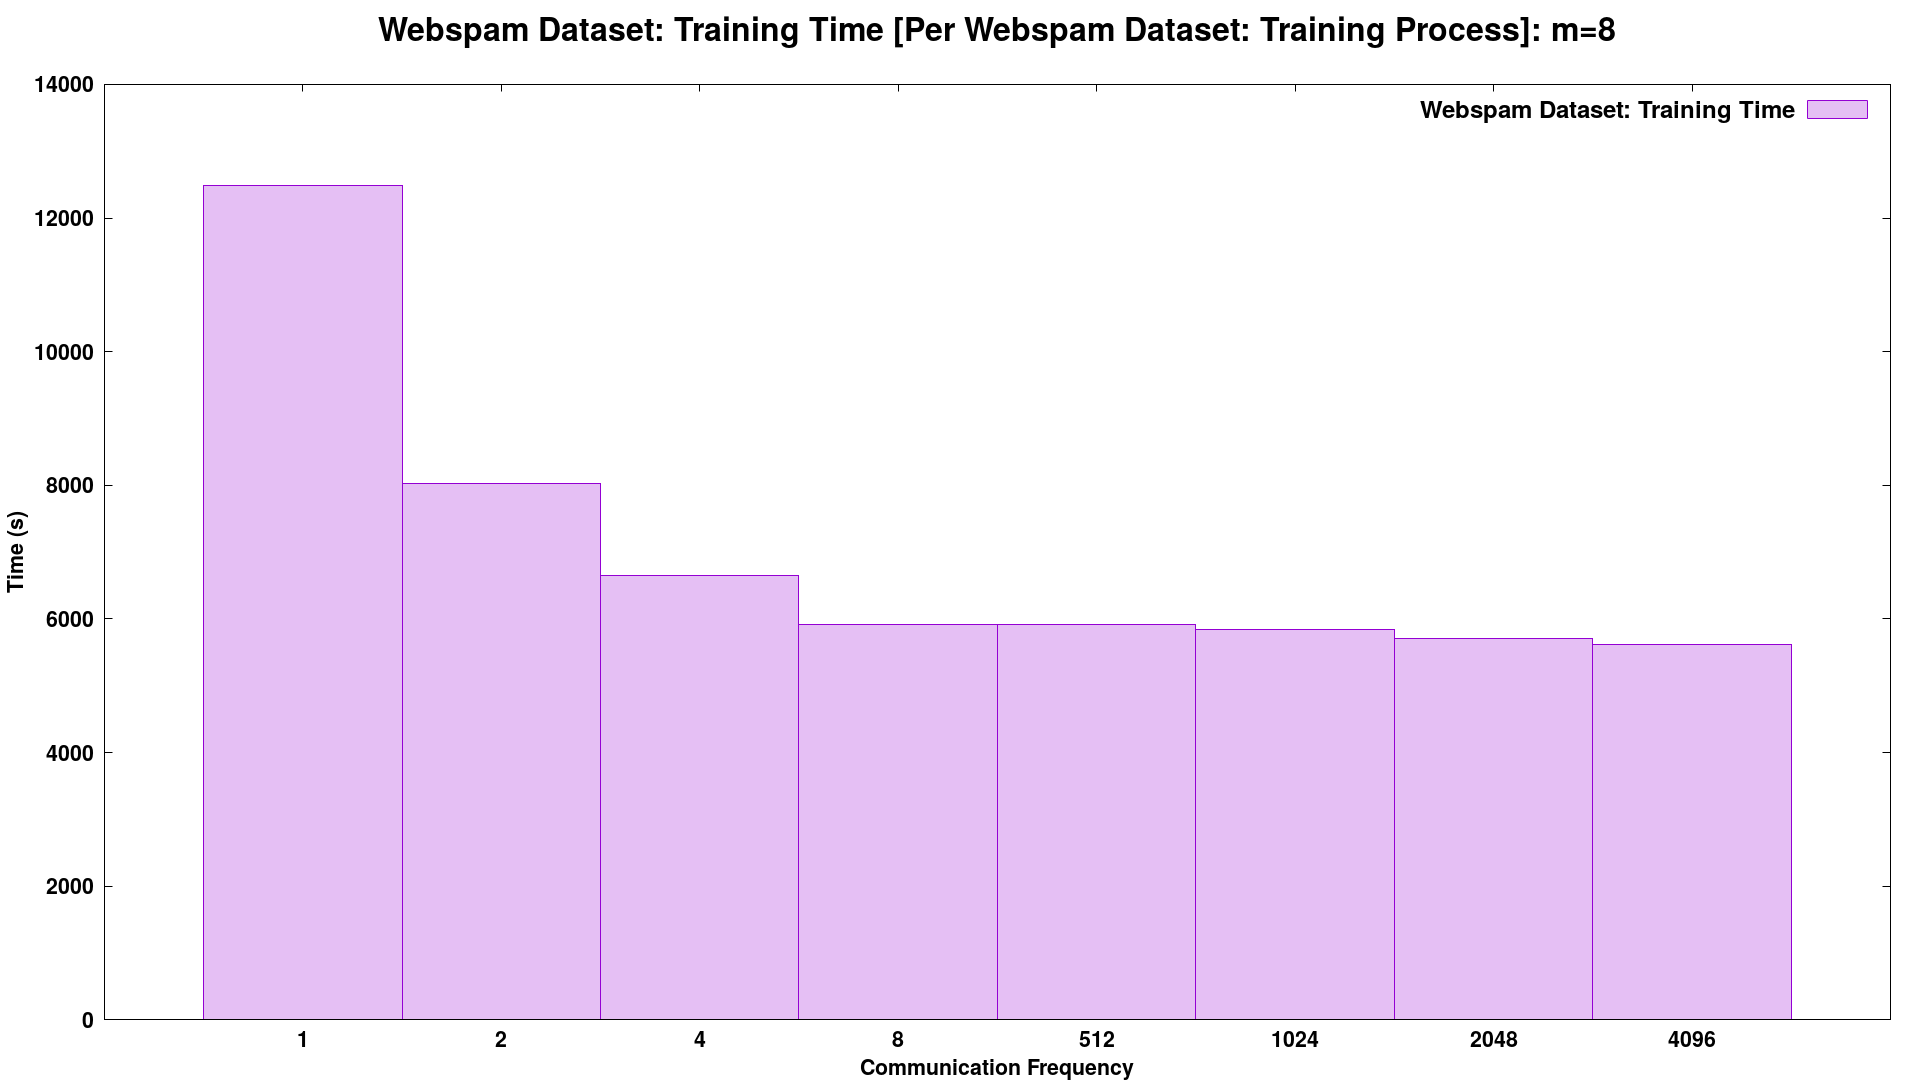 Webspam Dataset: Training Time [Per Webspam Dataset: Training Process]: m=8
Webspam Dataset: Training Time
14000
12000
10000
8000
6000
4000
2000
0
Time (s)
1 2 4 8 512 1024 2048 4096
Communication Frequency